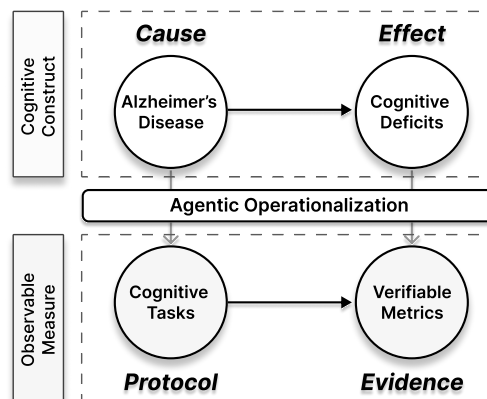 Cause
Effect
Cognitive
Construct
Alzheimer's
Disease
Cognitive
Deficits
Agentic Operationalization
Observable
Measure
Cognitive
Tasks
Verifiable
Metrics
Protocol
Evidence